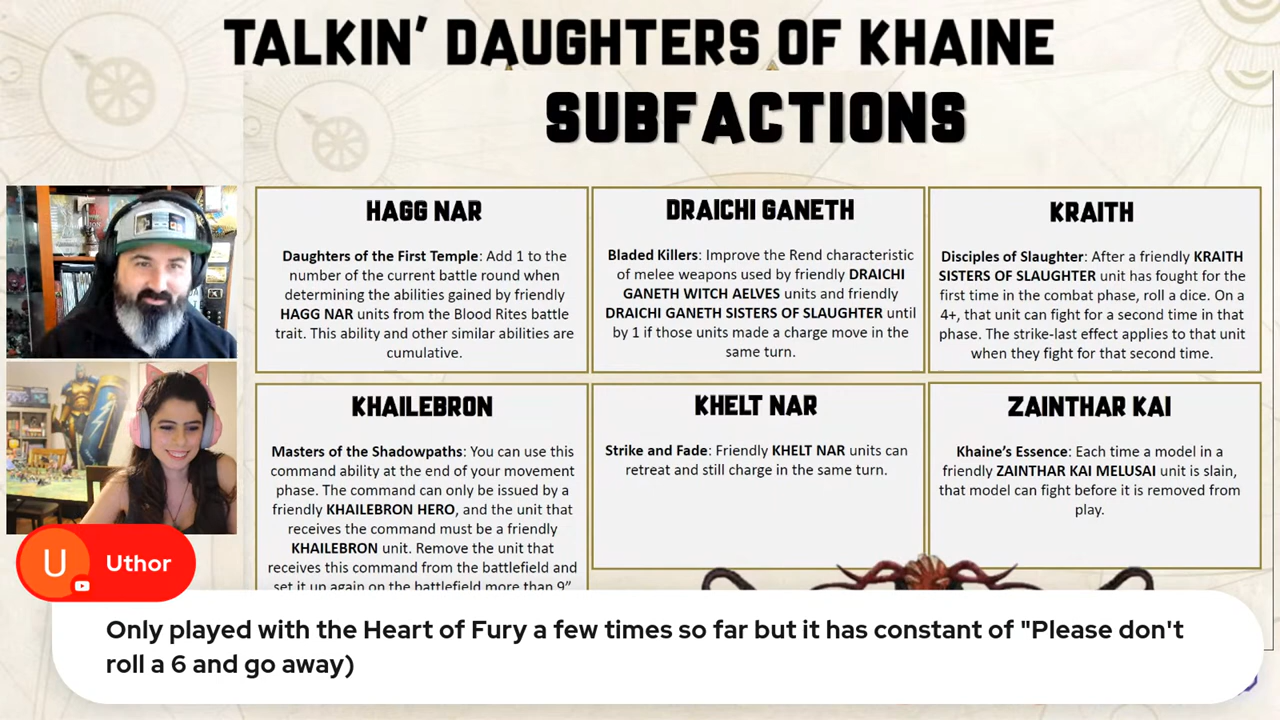 TALKIN' DAUGHTERS OF KHAINE
SUBFACTIONS
HAGG NAR
Daughters of the First Temple: Add 1 to the
number of the current battle round when
determining the abilities gained by friendly
HAGG NAR units from the Blood Rites battle
trait. This ability and other similar abilities are
cumulative.
DRAICHI GANETH
Bladed Killers: Improve the Rend characteristic
of melee weapons used by friendly DRAICHI
GANETH WITCH AELVES units and friendly
DRAICHI GANETH SISTERS OF SLAUGHTER until
by 1 if those units made a charge move in the
same turn.
KRAITH
Disciples of Slaughter: After a friendly KRAITH
SISTERS OF SLAUGHTER unit has fought for the
first time in the combat phase, roll a dice. On a
4+, that unit can fight for a second time in that
phase. The strike-last effect applies to that unit
when they fight for that second time.
KHAILEBRON
Masters of the Shadowpaths: You can use this
command ability at the end of your movement
phase. The command can only be issued by a
friendly KHAILEBRON HERO, and the unit that
receives the command must be a friendly
KHAILEBRON unit. Remove the unit that
receives this command from the battlefield and
set it up again on the battlefield more than 9"
KHELT NAR
Strike and Fade: Friendly KHELT NAR units can
retreat and still charge in the same turn.
ZAINTHAR KAI
Khaine's Essence: Each time a model in a
friendly ZAINTHAR KAI MELUSAI unit is slain,
that model can fight before it is removed from
play.
U Uthor
Only played with the Heart of Fury a few times so far but it has constant of "Please don't
roll a 6 and go away)